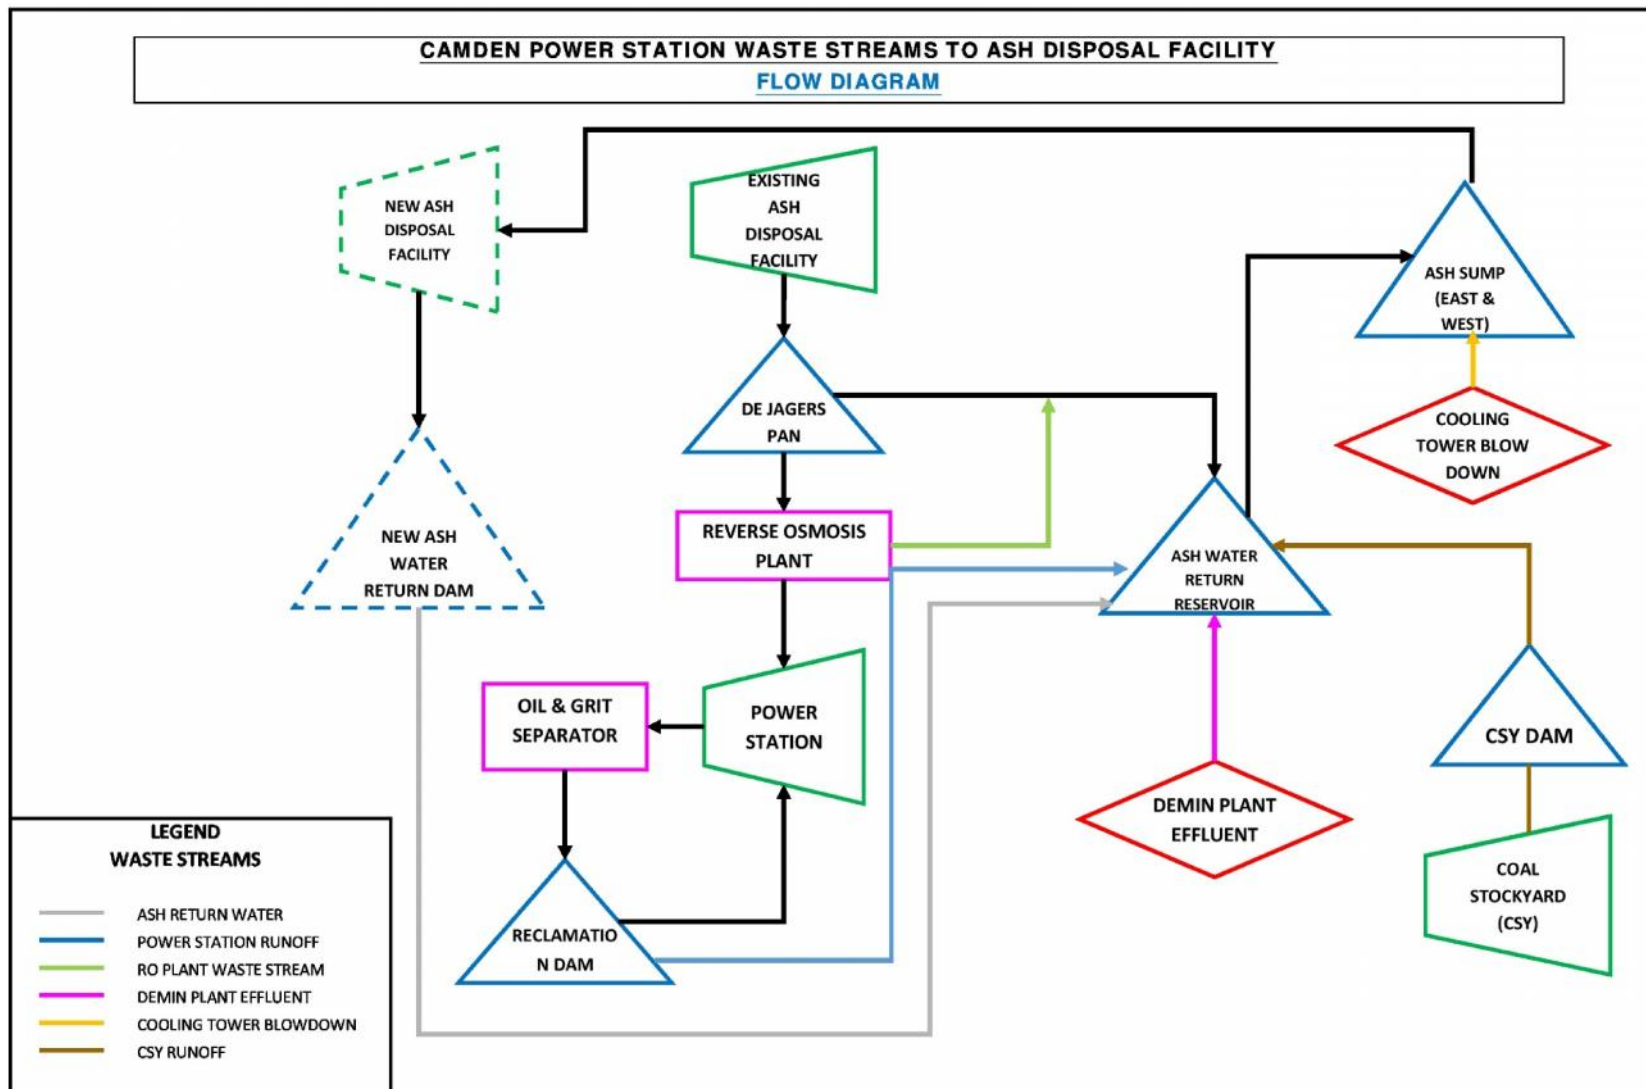 CAMDEN POWER STATION WASTE STREAMS TO ASH DISPOSAL FACILITY
FLOW DIAGRAM
NEW ASH
DISPOSAL
FACILITY
EXISTING
ASH
DISPOSAL
FACILITY
ASH SUMP
(EAST &
WEST)
DE JAGERS
PAN
COOLING
TOWER BLOW
DOWN
NEW ASH
WATER
RETURN DAM
REVERSE OSMOSIS
PLANT
ASH WATER
RETURN
RESERVOIR
OIL & GRIT
SEPARATOR
POWER
STATION
CSY DAM
DEMIN PLANT
EFFLUENT
RECLAMATIO
N DAM
COAL
STOCKYARD
(CSY)
LEGEND
WASTE STREAMS
ASH RETURN WATER
POWER STATION RUNOFF
RO PLANT WASTE STREAM
DEMIN PLANT EFFLUENT
COOLING TOWER BLOWDOWN
CSY RUNOFF